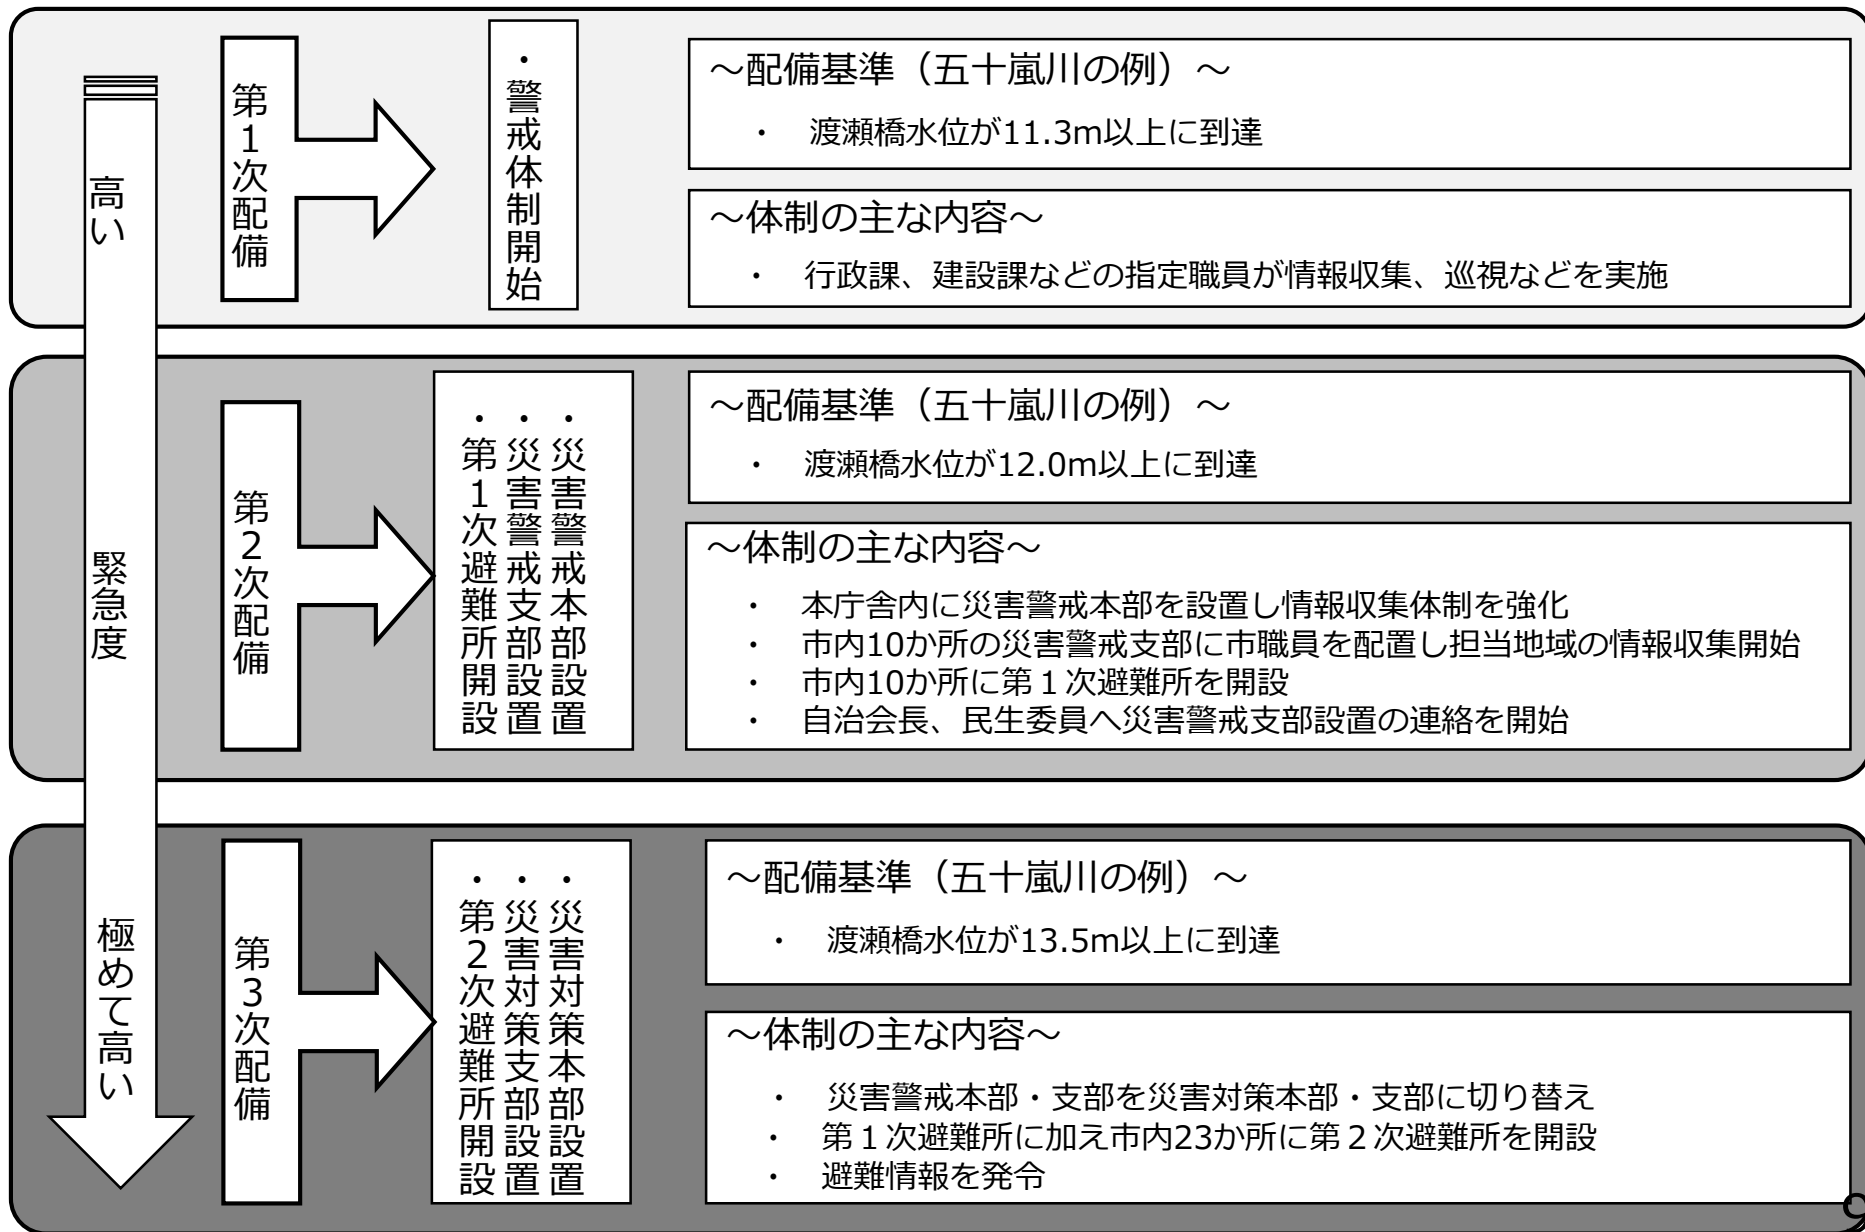 高い
緊急度
極めて高い
第1次配備
・警戒体制開始
～配備基準（五十嵐川の例）～
・ 渡瀬橋水位が11.3m以上に到達
～体制の主な内容～
・ 行政課、建設課などの指定職員が情報収集、巡視などを実施
第2次配備
・災害警戒本部設置
・災害警戒支部設置
・第1次避難所開設
～配備基準（五十嵐川の例）～
・ 渡瀬橋水位が12.0m以上に到達
～体制の主な内容～
・ 本庁舎内に災害警戒本部を設置し情報収集体制を強化
・ 市内10か所の災害警戒支部に市職員を配置し担当地域の情報収集開始
・ 市内10か所に第１次避難所を開設
・ 自治会長、民生委員へ災害警戒支部設置の連絡を開始
第3次配備
・災害対策本部設置
・災害対策支部設置
・第2次避難所開設
～配備基準（五十嵐川の例）～
・ 渡瀬橋水位が13.5m以上に到達
～体制の主な内容～
・ 災害警戒本部・支部を災害対策本部・支部に切り替え
・ 第１次避難所に加え市内23か所に第２次避難所を開設
・ 避難情報を発令